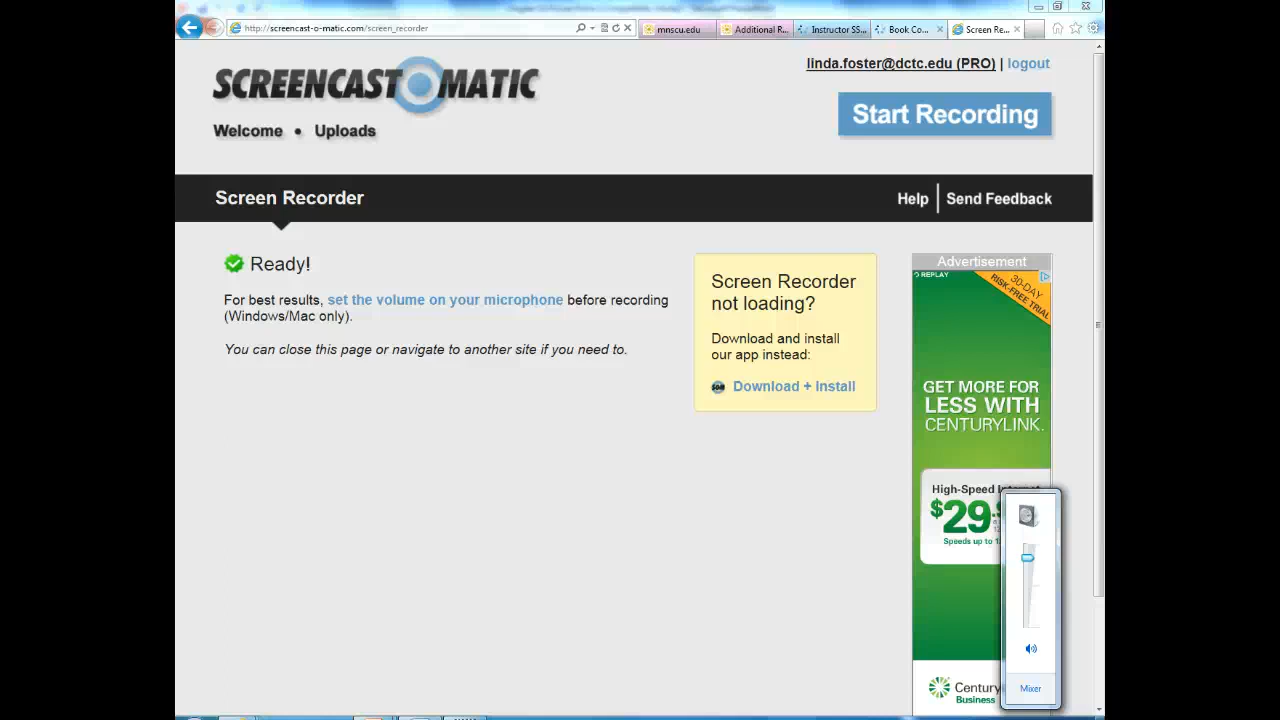 http://screencast-o-matic.com/screen_recorder
mnscu.edu
Additional R...
Instructor SS...
Book Co...
Screen Re...
SCREENCAST O MATIC
linda.foster@dctc.edu (PRO) | logout
Start Recording
Welcome • Uploads
Screen Recorder
Help | Send Feedback
Ready!
For best results, set the volume on your microphone before recording
(Windows/Mac only).
You can close this page or navigate to another site if you need to.
Screen Recorder
not loading?
Download and install
our app instead:
Download + Install
Advertisement
REPLAY
30-DAY
RISK-FREE TRIAL
GET MORE FOR
LESS WITH
CENTURYLINK.
High-Speed Internet
$29.
Speeds up to 1
Century
Business
Mixer